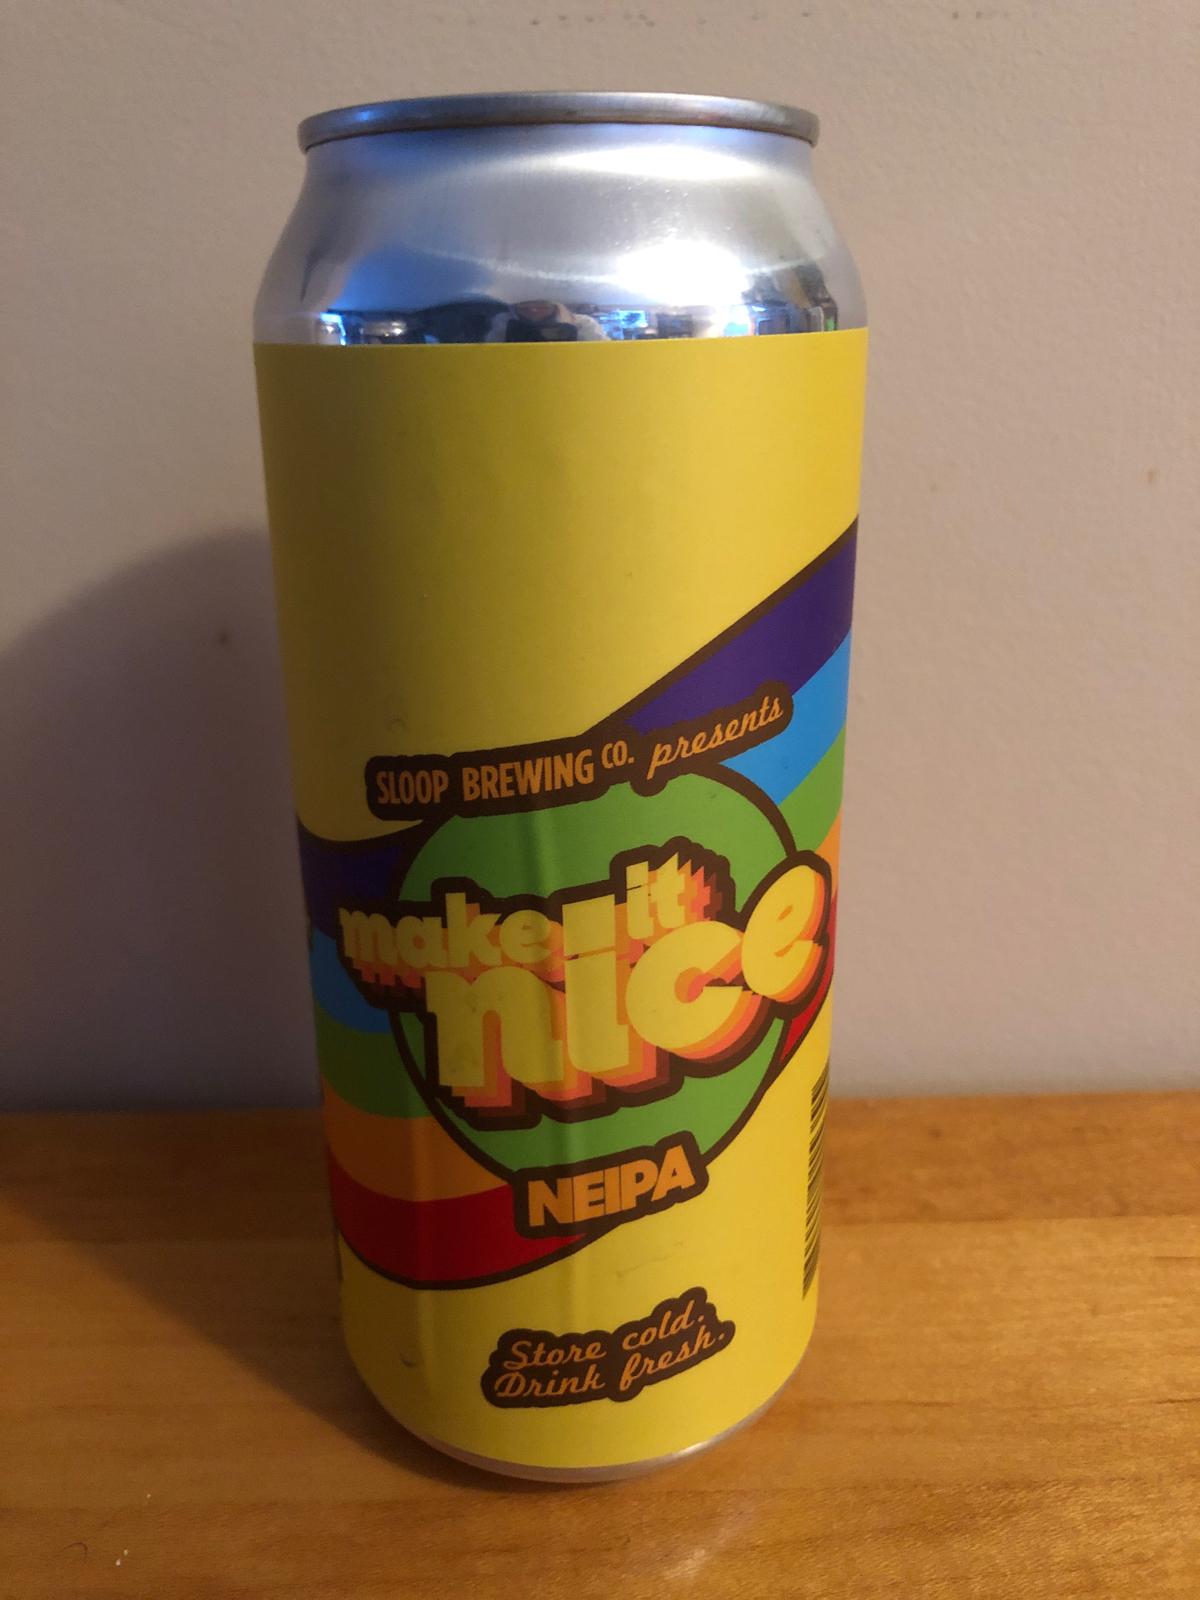 SLOOP BREWING CO. presents
make it
nice
NEIPA
Store cold.
Drink fresh.